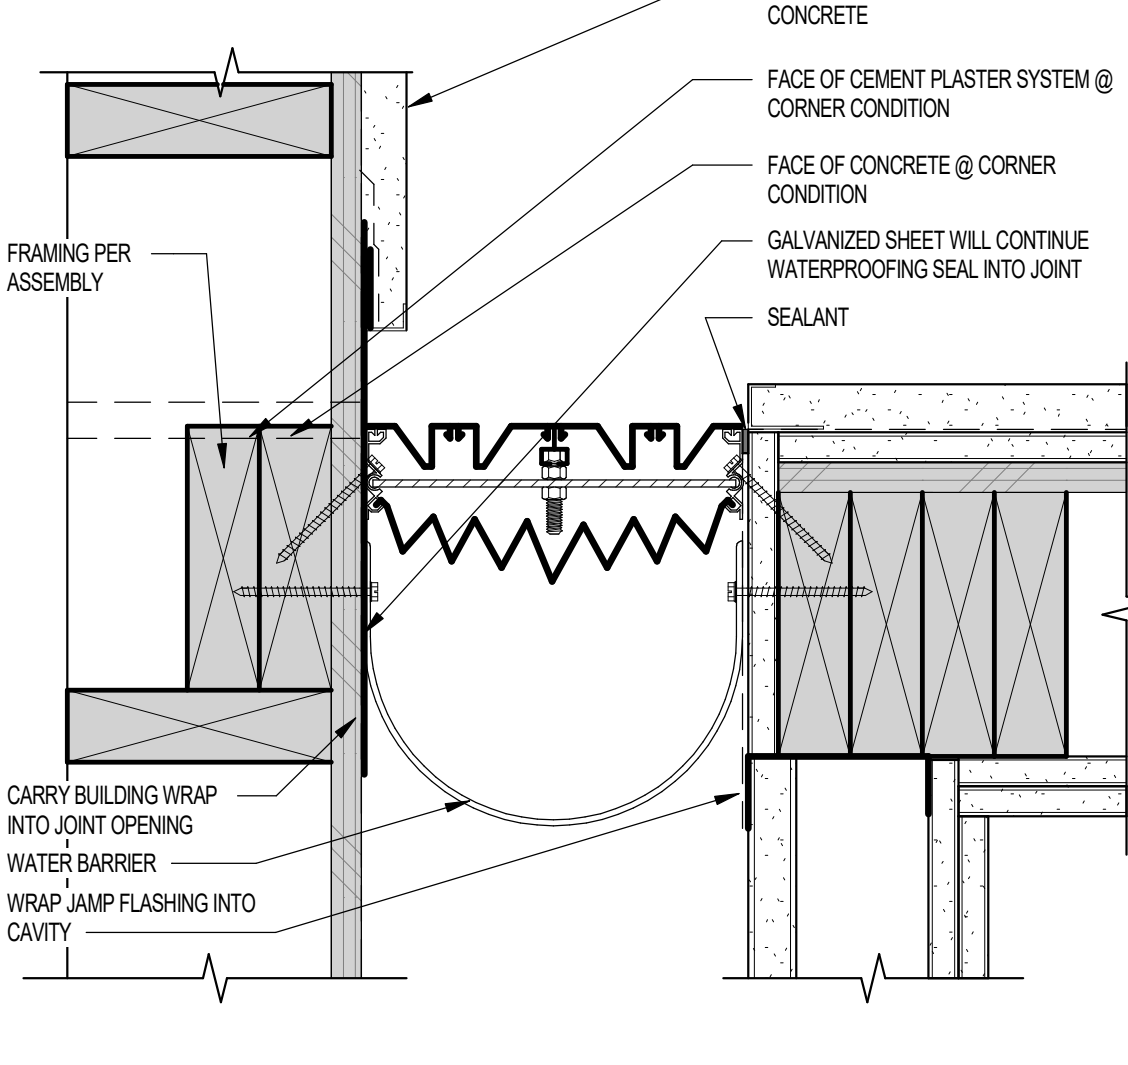 CONCRETE
FACE OF CEMENT PLASTER SYSTEM @
CORNER CONDITION
FACE OF CONCRETE @ CORNER
CONDITION
GALVANIZED SHEET WILL CONTINUE
WATERPROOFING SEAL INTO JOINT
SEALANT
FRAMING PER
ASSEMBLY
CARRY BUILDING WRAP
INTO JOINT OPENING
WATER BARRIER
WRAP JAMP FLASHING INTO
CAVITY